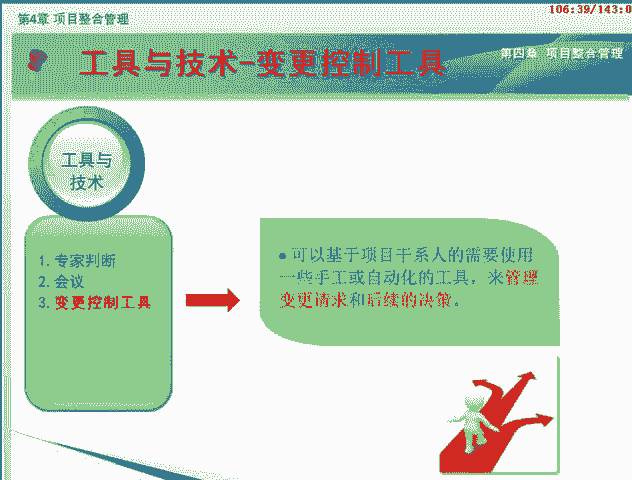 第4章 项目整合管理
106:39/143:0
工具与技术-变更控制工具
第四章 项目整合管理
工具与
技术
1. 专家判断
2. 会议
3. 变更控制工具
● 可以基于项目干系人的需要使用
一些手工或自动化的工具，来管理
变更请求和后续的决策。